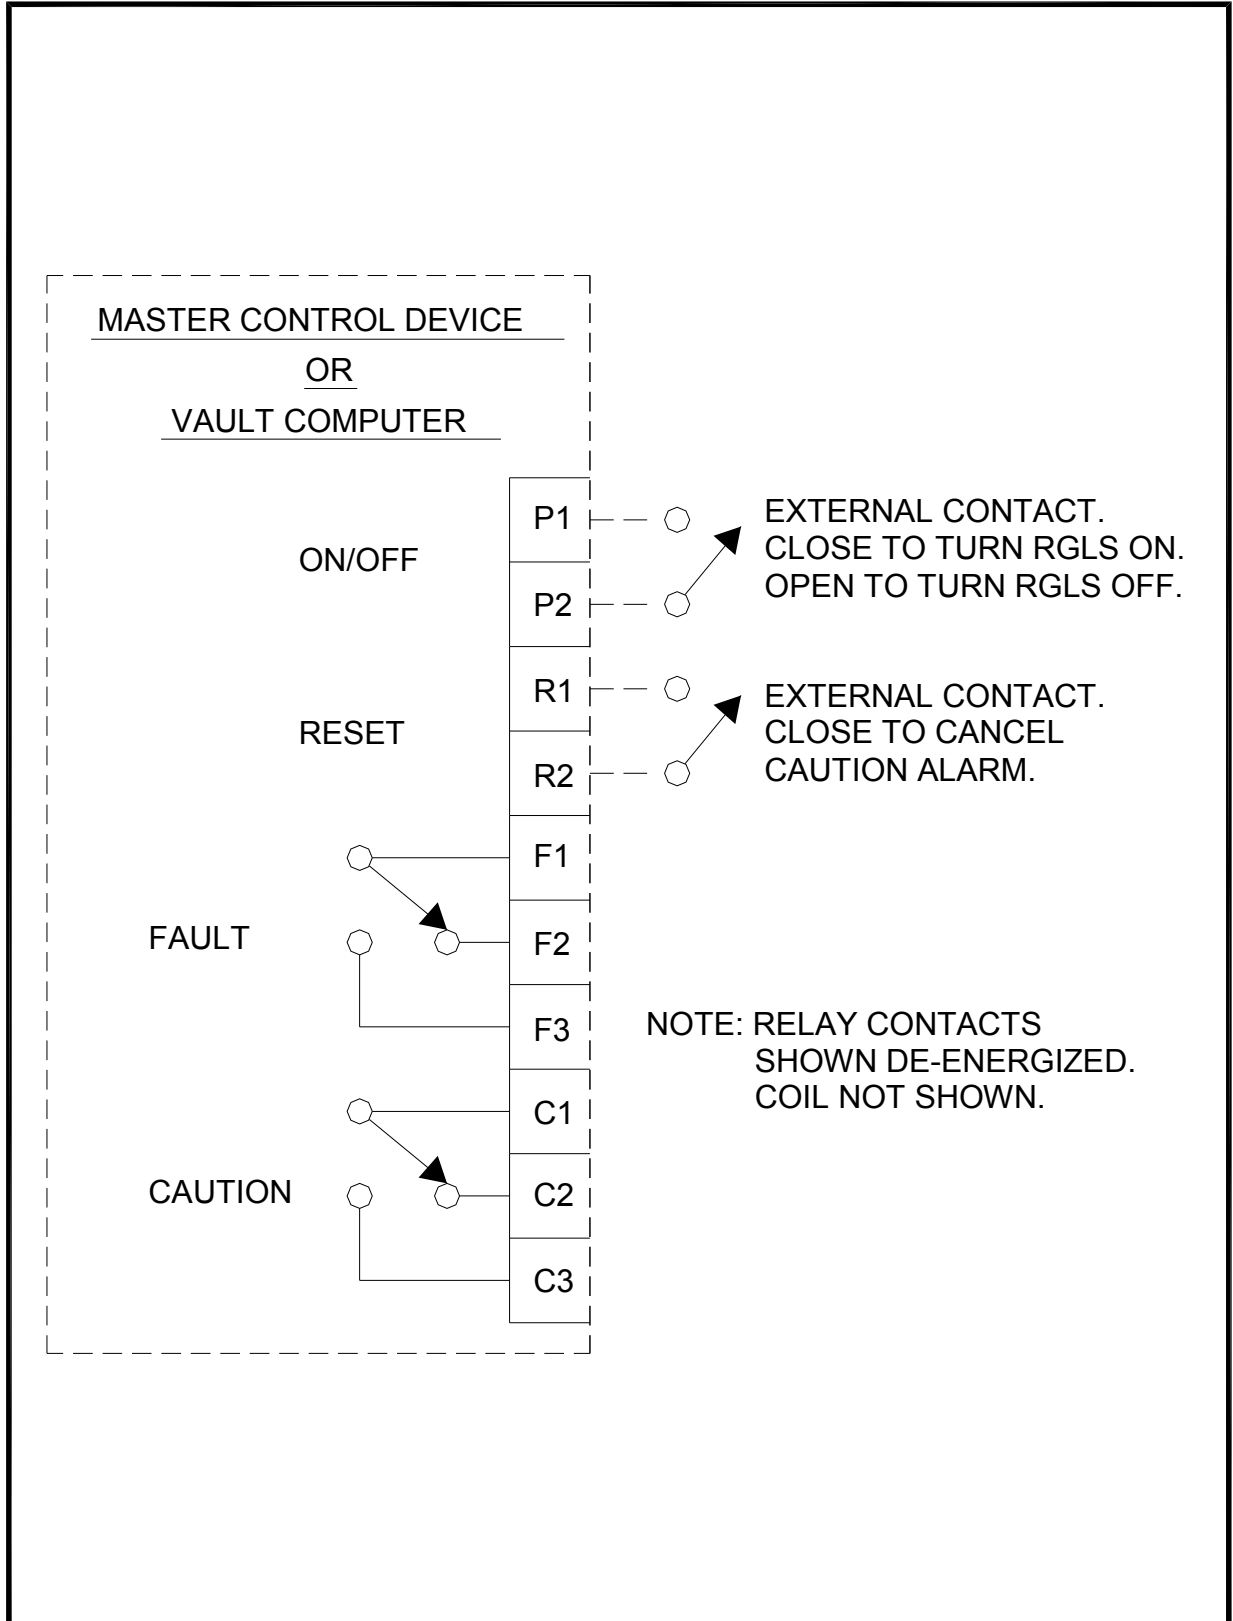 MASTER CONTROL DEVICE
OR
VAULT COMPUTER
ON/OFF
P1
P2
EXTERNAL CONTACT.
CLOSE TO TURN RGLS ON.
OPEN TO TURN RGLS OFF.
RESET
R1
R2
EXTERNAL CONTACT.
CLOSE TO CANCEL
CAUTION ALARM.
FAULT
F1
F2
F3
NOTE: RELAY CONTACTS
SHOWN DE-ENERGIZED.
COIL NOT SHOWN.
CAUTION
C1
C2
C3